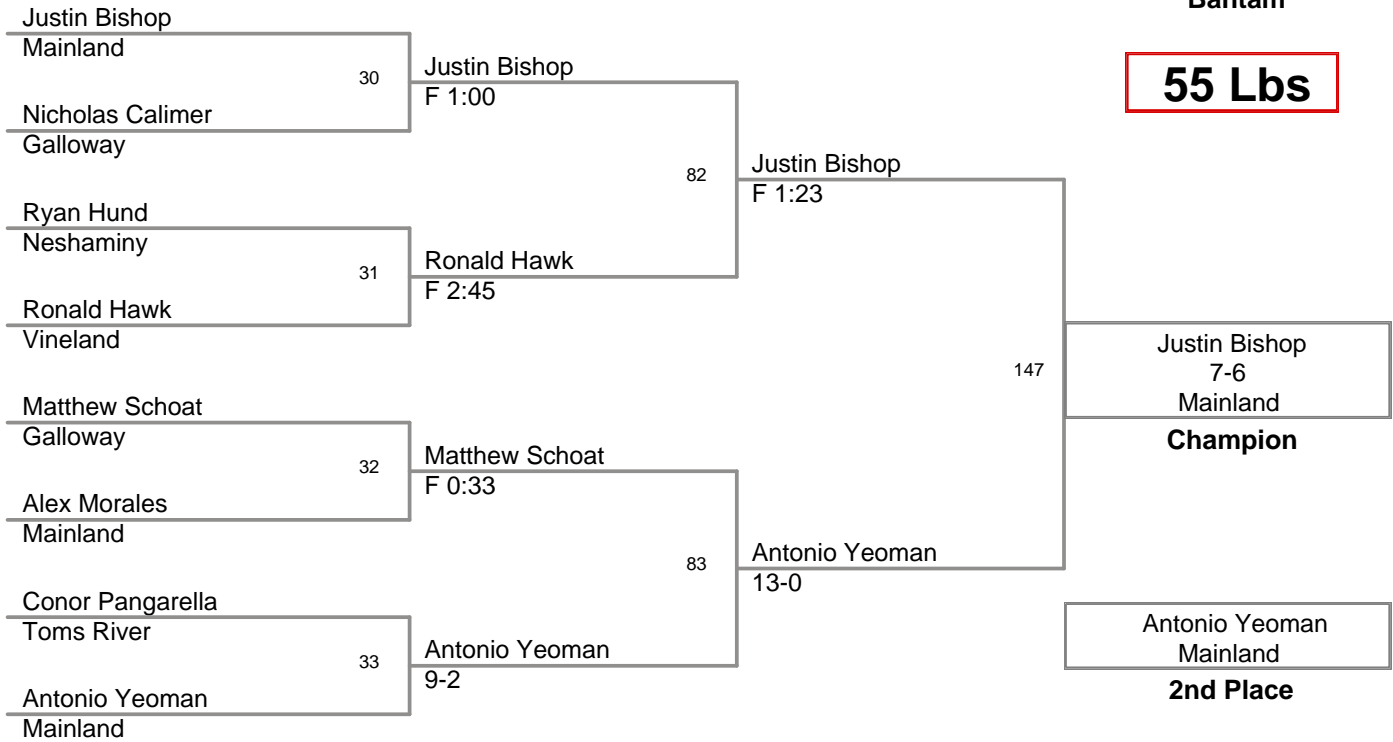 Bantam
55 Lbs
Justin Bishop
Mainland
30
Nicholas Calimer
Galloway
Justin Bishop
F 1:00
82
Ryan Hund
Neshaminy
31
Ronald Hawk
Vineland
Ronald Hawk
F 2:45
Justin Bishop
F 1:23
147
Matthew Schoat
Galloway
32
Alex Morales
Mainland
Matthew Schoat
F 0:33
83
Conor Pangarella
Toms River
33
Antonio Yeoman
Mainland
Antonio Yeoman
9-2
Antonio Yeoman
13-0
Justin Bishop
7-6
Mainland
Champion
Antonio Yeoman
Mainland
2nd Place